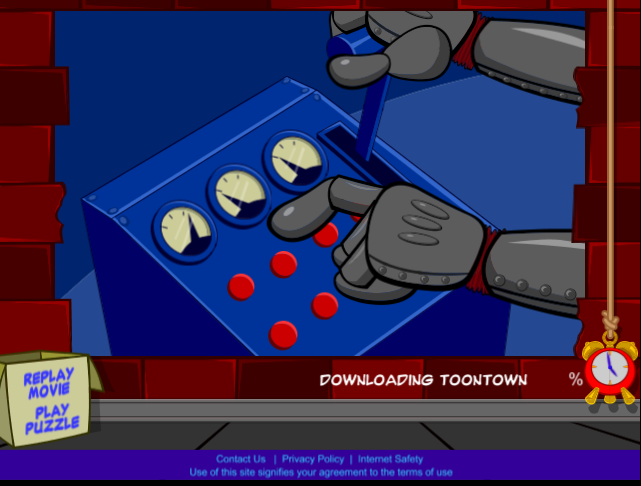 DOWNLOADING TOONTOWN %
REPLAY
MOVIE
PLAY
PUZZLE
Contact Us | Privacy Policy | Internet Safety
Use of this site signifies your agreement to the terms of use